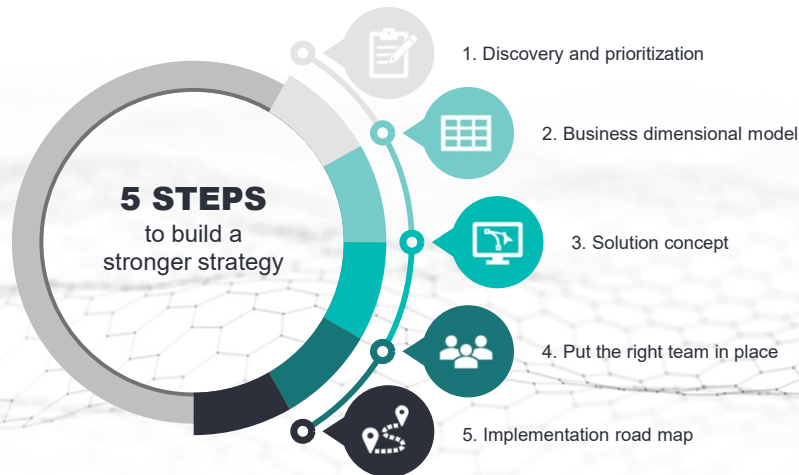 5 STEPS
to build a
stronger strategy
1. Discovery and prioritization
2. Business dimensional model
3. Solution concept
4. Put the right team in place
5. Implementation road map